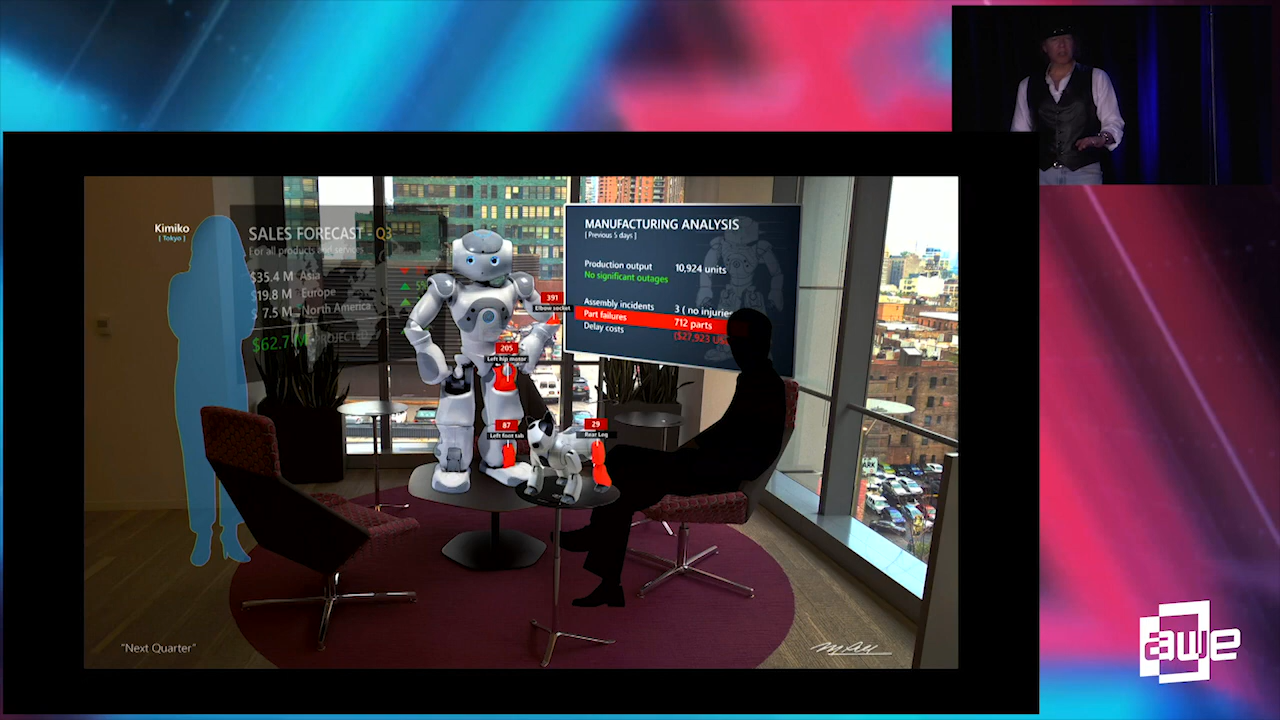 Kimiko
[ Tokyo ]
SALES FORECAST - Q3
For all products and services
$35.4 M Asia
$19.8 M Europe
$ 7.5 M North America
$62.7 M
MANUFACTURING ANALYSIS
[ Previous 5 days ]
Production output 10,924 units
No significant outages
Assembly incidents 3 ( no injuries
Part failures 712 parts
Delay costs ($27,923 US
391
Elbow socket
205
Left hip motor
87
Left foot tab
29
Rear Leg
"Next Quarter"
awe